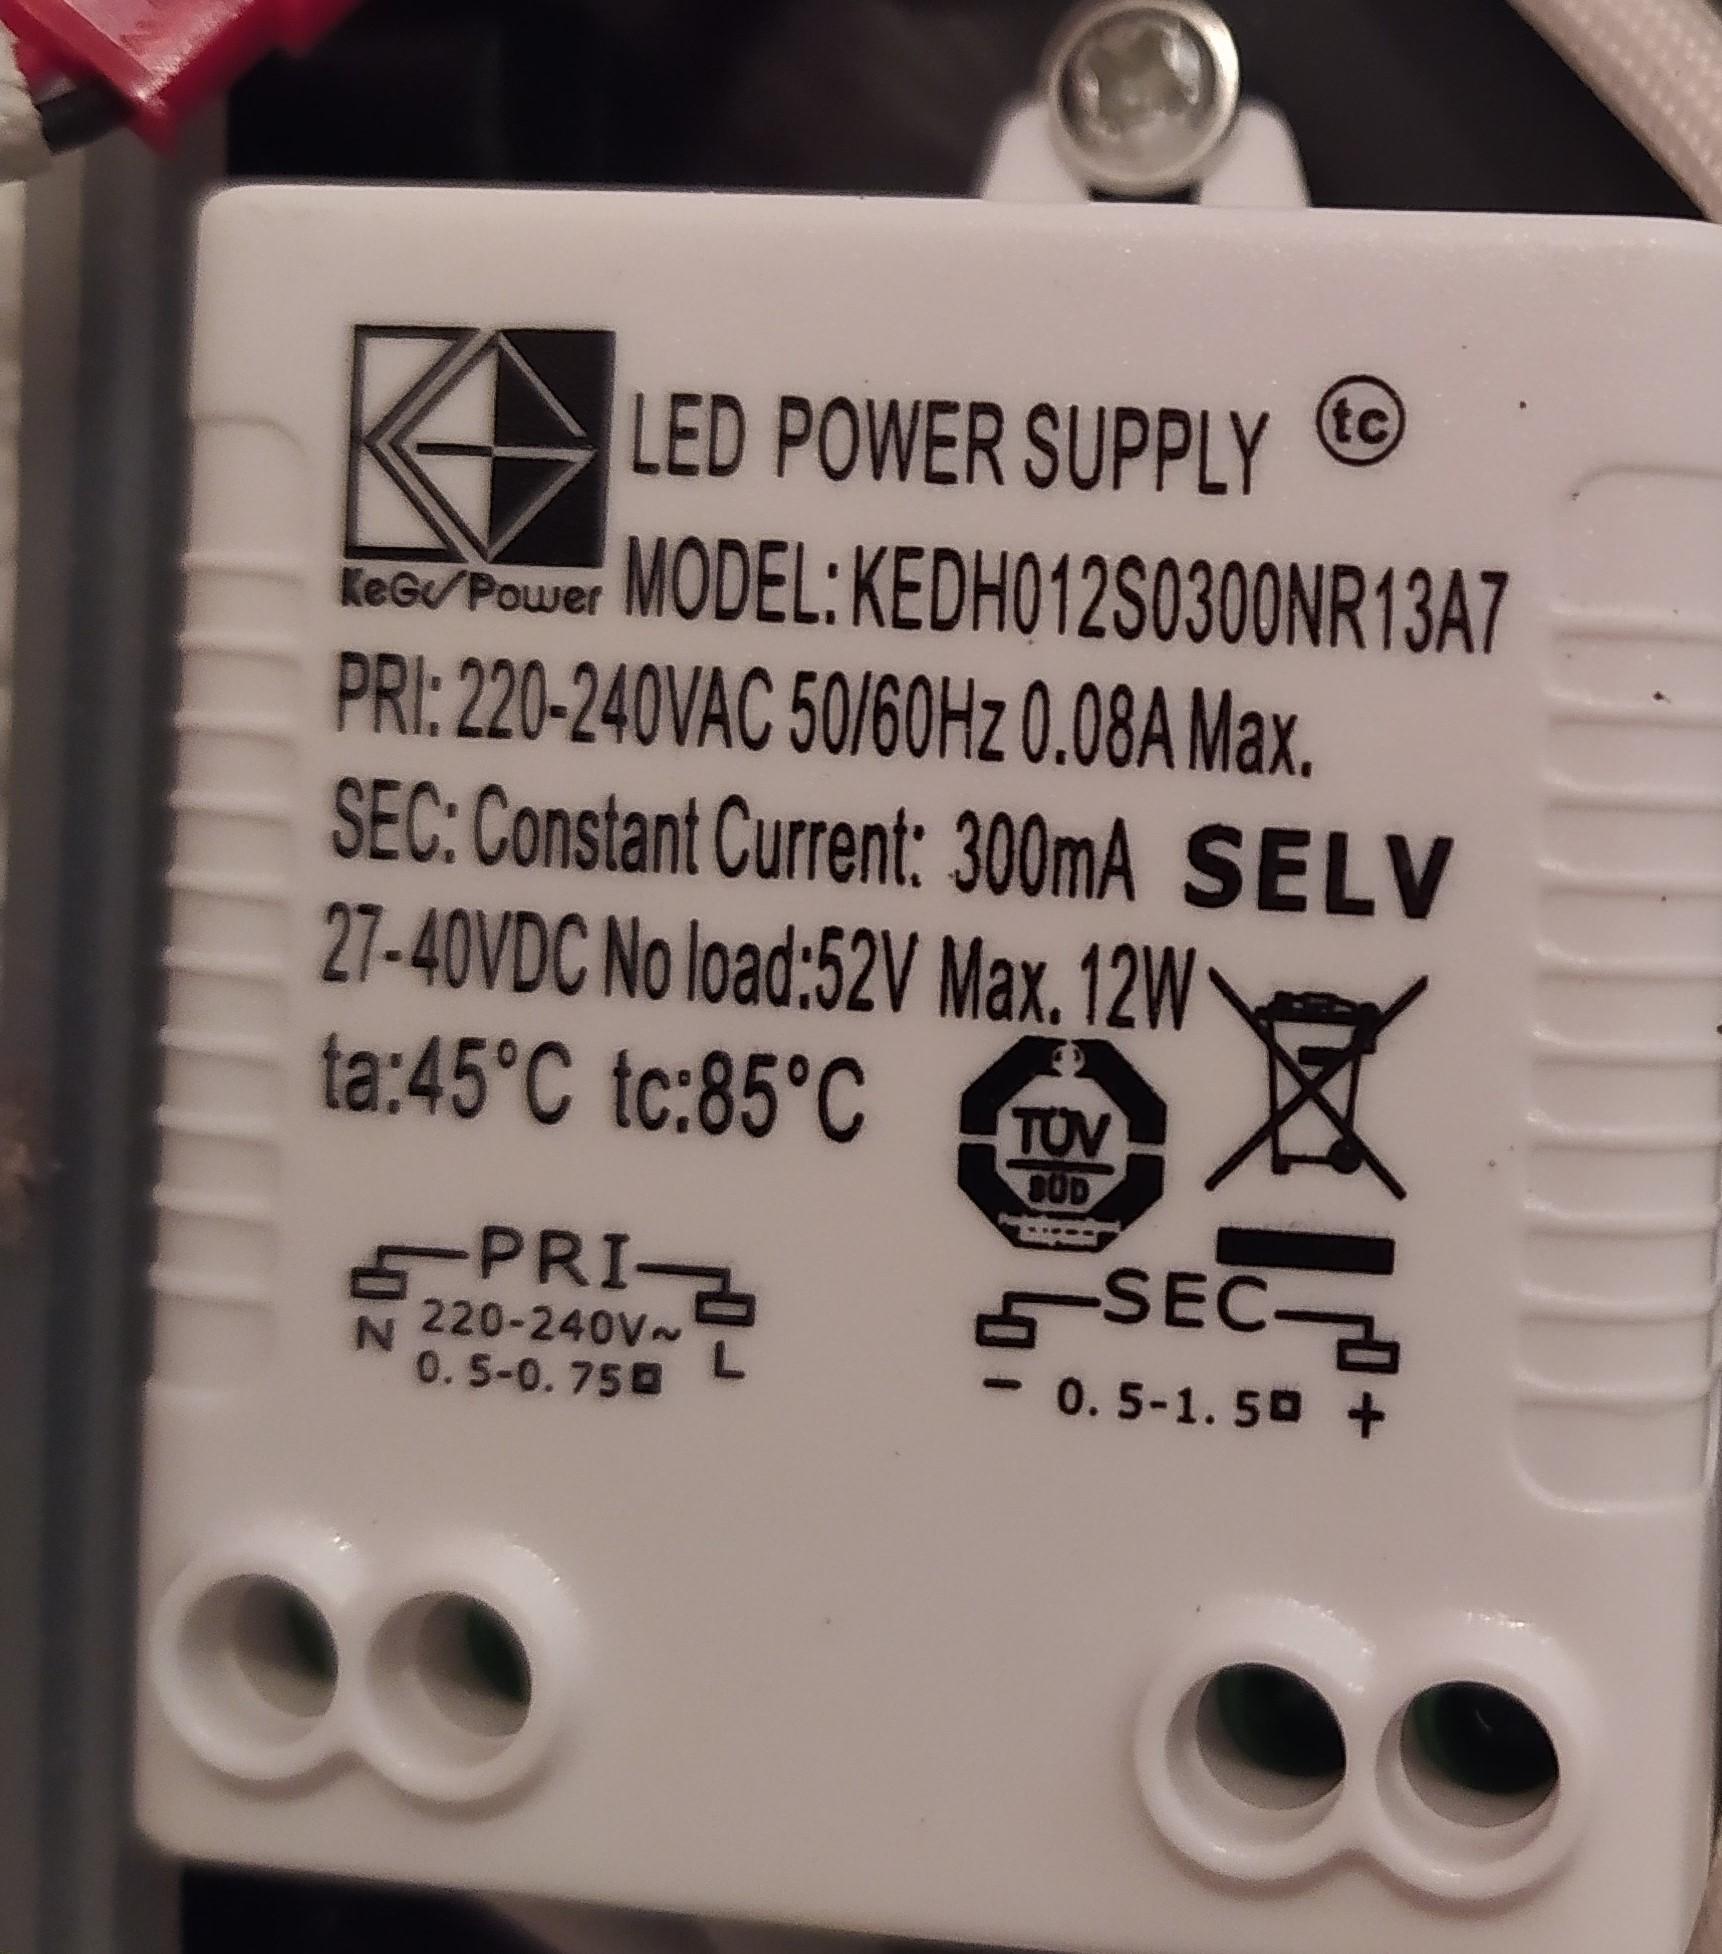 LED POWER SUPPLY tc
KeGu Power
MODEL: KEDH012S0300NR13A7
PRI: 220-240VAC 50/60Hz 0.08A Max.
SEC: Constant Current: 300mA SELV
27-40VDC No load:52V Max. 12W
ta:45°C tc:85°C
TÜV
SÜD
PRI
N 220-240V~ L
0.5-0.75
SEC
- 0.5-1.5 +